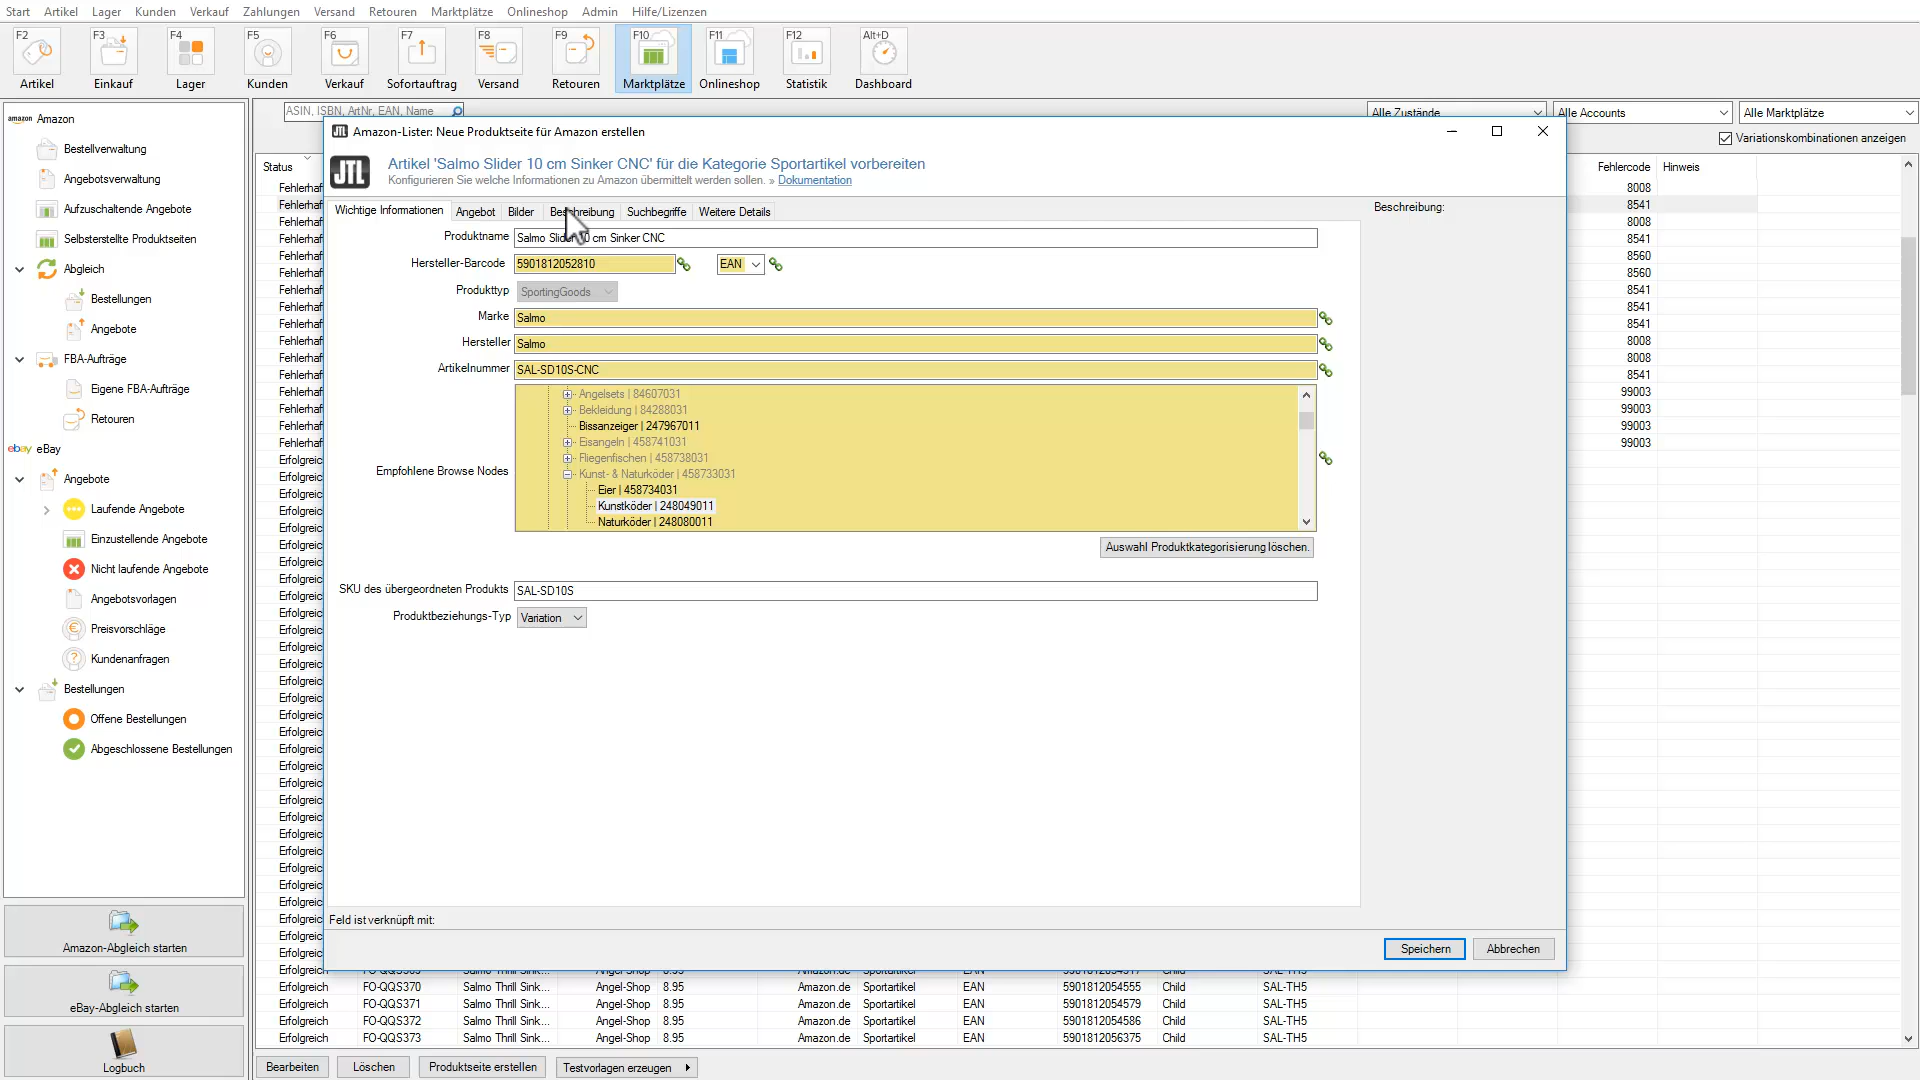 Start Artikel Lager Kunden Verkauf Zahlungen Versand Retouren Marktplätze Onlineshop Admin Hilfe/Lizenzen
F2 F3 F4 F5 F6 F7 F8 F9 F10 F11 F12 Alt+D
Artikel Einkauf Lager Kunden Verkauf Sofortauftrag Versand Retouren Marktplätze Onlineshop Statistik Dashboard
ASIN, ISBN, ArtNr, EAN, Name
Alle Zustände Alle Accounts Alle Marktplätze
Variationskombinationen anzeigen
Status Fehlercode Hinweis
amazon Amazon
Bestellverwaltung
Angebotsverwaltung
Aufzuschaltende Angebote
Selbsterstellte Produktseiten
Abgleich
Bestellungen
Angebote
FBA-Aufträge
Eigene FBA-Aufträge
Retouren
ebay eBay
Angebote
Laufende Angebote
Einzustellende Angebote
Nicht laufende Angebote
Angebotsvorlagen
Preisvorschläge
Kundenanfragen
Bestellungen
Offene Bestellungen
Abgeschlossene Bestellungen
Amazon-Abgleich starten
eBay-Abgleich starten
Logbuch
Amazon-Lister: Neue Produktseite für Amazon erstellen
JTL
Artikel 'Salmo Slider 10 cm Sinker CNC' für die Kategorie Sportartikel vorbereiten
Konfigurieren Sie welche Informationen zu Amazon übermittelt werden sollen. » Dokumentation
Wichtige Informationen Angebot Bilder Beschreibung Suchbegriffe Weitere Details
Beschreibung:
Produktname Salmo Slider 10 cm Sinker CNC
Hersteller-Barcode 5901812052810 EAN
Produkttyp SportingGoods
Marke Salmo
Hersteller Salmo
Artikelnummer SAL-SD10S-CNC
Angelsets | 84607031
Bekleidung | 84288031
Bissanzeiger | 247967011
Eisangeln | 458741031
Fliegenfischen | 458738031
Empfohlene Browse Nodes
Kunst- & Naturköder | 458733031
Eier | 458734031
Kunstköder | 248049011
Naturköder | 248080011
Auswahl Produktkategorisierung löschen.
SKU des übergeordneten Produkts SAL-SD10S
Produktbeziehungs-Typ Variation
Feld ist verknüpft mit:
Speichern Abbrechen
8008
8541
8008
8541
8560
8560
8541
8541
8541
8008
8008
8541
99003
99003
99003
99003
Erfolgreich FO-QQS370 Salmo Thrill Sink... Angel-Shop 8.95 Amazon.de Sportartikel EAN 5901812054555 Child SAL-TH5
Erfolgreich FO-QQS371 Salmo Thrill Sink... Angel-Shop 8.95 Amazon.de Sportartikel EAN 5901812054579 Child SAL-TH5
Erfolgreich FO-QQS372 Salmo Thrill Sink... Angel-Shop 8.95 Amazon.de Sportartikel EAN 5901812054586 Child SAL-TH5
Erfolgreich FO-QQS373 Salmo Thrill Sink... Angel-Shop 8.95 Amazon.de Sportartikel EAN 5901812056375 Child SAL-TH5
Bearbeiten Löschen Produktseite erstellen Testvorlagen erzeugen